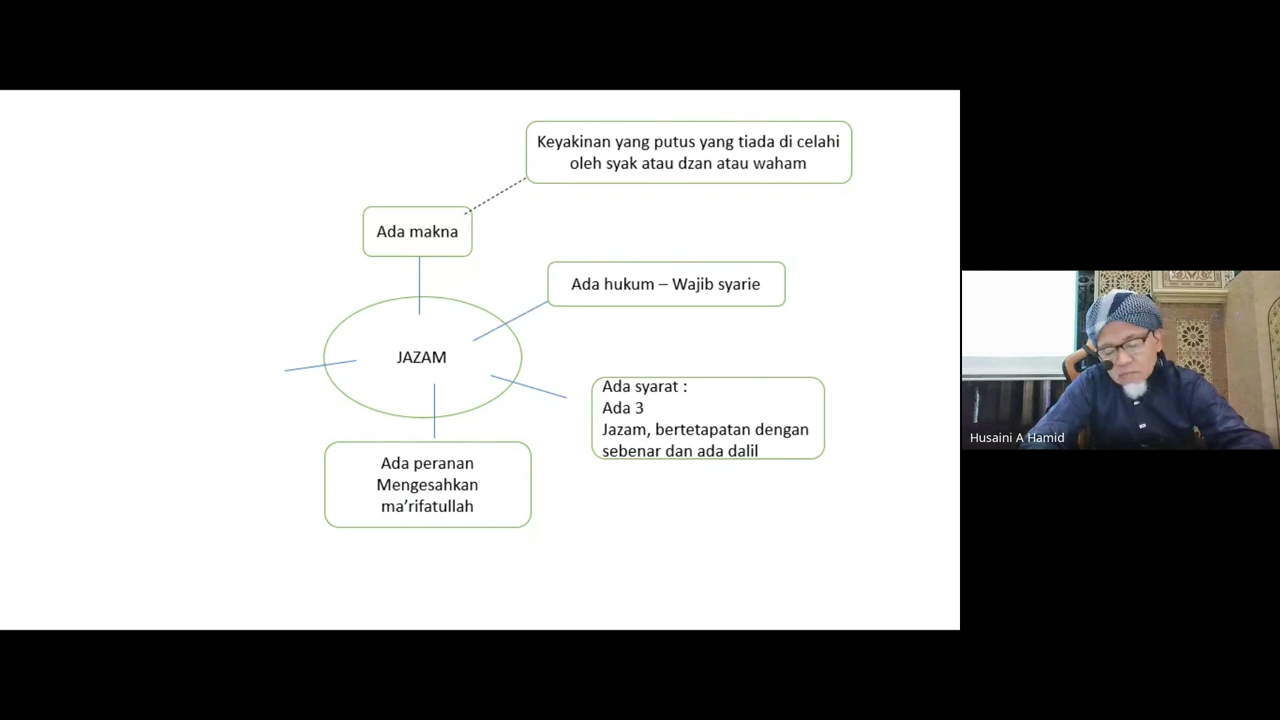 Keyakinan yang putus yang tiada di celahi
oleh syak atau dzan atau waham
Ada makna
Ada hukum – Wajib syarie
JAZAM
Ada syarat :
Ada 3
Jazam, bertetapatan dengan
sebenar dan ada dalil
Ada peranan
Mengesahkan
ma’rifatullah
Husaini A Hamid